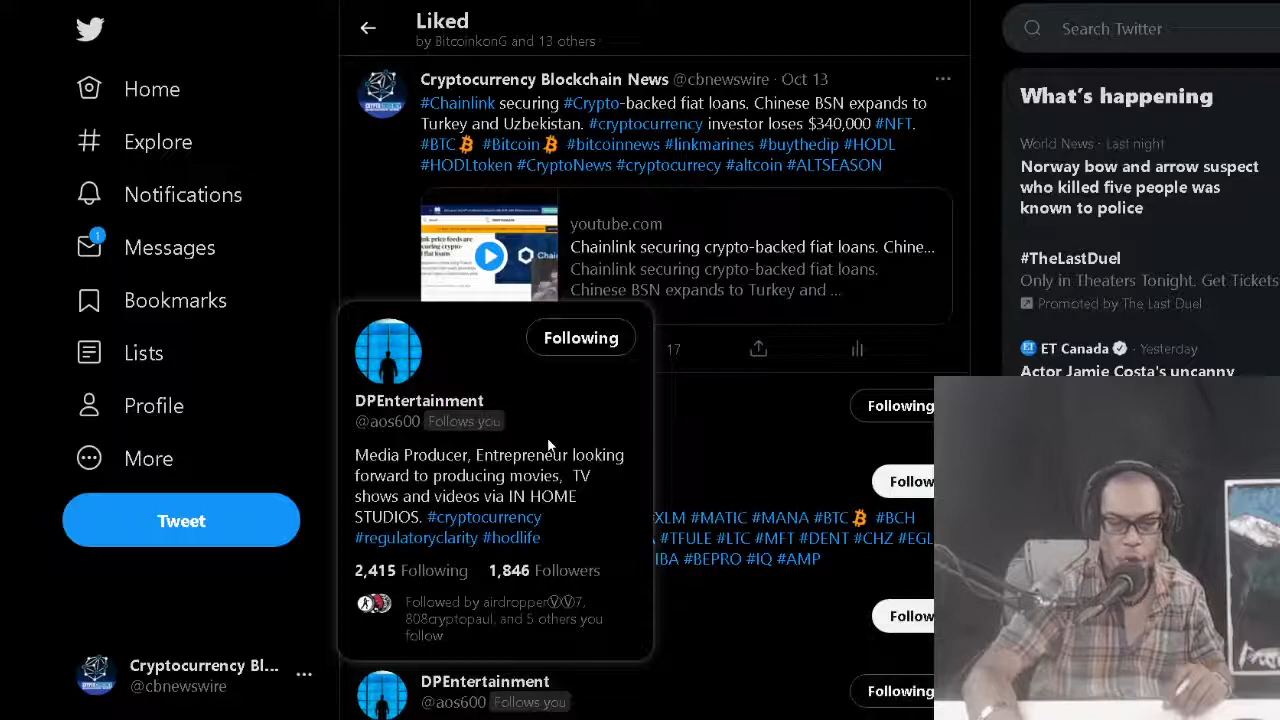 Home
Explore
Notifications
1
Messages
Bookmarks
Lists
Profile
More
Tweet
Cryptocurrency Bl...
@cbnewswire
Liked
by BitcoinkonG and 13 others
Cryptocurrency Blockchain News @cbnewswire · Oct 13
#Chainlink securing #Crypto-backed fiat loans. Chinese BSN expands to
Turkey and Uzbekistan. #cryptocurrency investor loses $340,000 #NFT.
#BTC #Bitcoin #bitcoinnews #linkmarines #buythedip #HODL
#HODLtoken #CryptoNews #cryptocurrecy #altcoin #ALTSEASON
youtube.com
Chainlink securing crypto-backed fiat loans. Chine...
Chainlink securing crypto-backed fiat loans.
Chinese BSN expands to Turkey and ...
17
Following
DPEntertainment
@aos600 Follows you
Media Producer, Entrepreneur looking
forward to producing movies, TV
shows and videos via IN HOME
STUDIOS. #cryptocurrency
#regulatoryclarity #hodlife
2,415 Following 1,846 Followers
Followed by airdropperⓋⓋ7,
808cryptopaul, and 5 others you
follow
Following
Follow
XLM #MATIC #MANA #BTC #BCH
#TFULE #LTC #MFT #DENT #CHZ #EGL
IBA #BEPRO #IQ #AMP
Follow
DPEntertainment
@aos600 Follows you
Following
Search Twitter
What's happening
World News · Last night
Norway bow and arrow suspect
who killed five people was
known to police
#TheLastDuel
Only in Theaters Tonight. Get Tickets
Promoted by The Last Duel
ET Canada · Yesterday
Actor Jamie Costa's uncanny